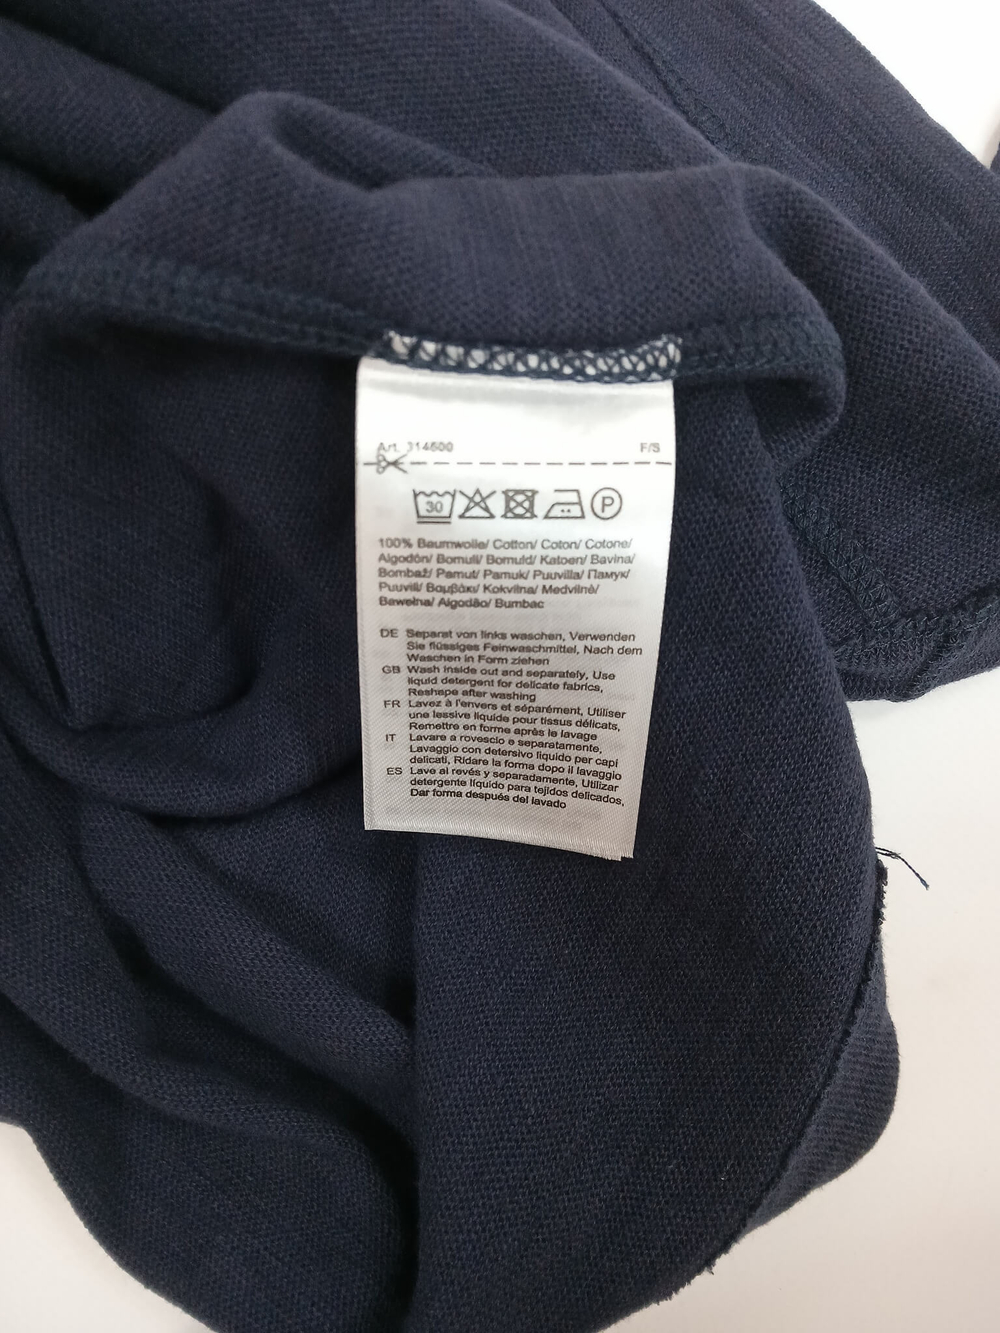 Art. 314600 F/S
30 P
100% Baumwolle/ Cotton/ Coton/ Cotone/
Algodón/ Bomull/ Bomuld/ Katoen/ Bavlna/
Bombaž/ Pamut/ Pamuk/ Puuvilla/ Памук/
Puuvill/ Βαμβάκι/ Kokvilna/ Medvilnė/
Bawełna/ Algodão/ Bumbac
DE Separat von links waschen, Verwenden
Sie flüssiges Feinwaschmittel, Nach dem
Waschen in Form ziehen
GB Wash inside out and separately, Use
liquid detergent for delicate fabrics,
Reshape after washing
FR Lavez à l'envers et séparément, Utiliser
une lessive liquide pour tissus délicats,
Remettre en forme après le lavage
IT Lavare a rovescio e separatamente,
Lavaggio con detersivo liquido per capi
delicati, Ridare la forma dopo il lavaggio
ES Lave al revés y separadamente, Utilizar
detergente líquido para tejidos delicados,
Dar forma después del lavado